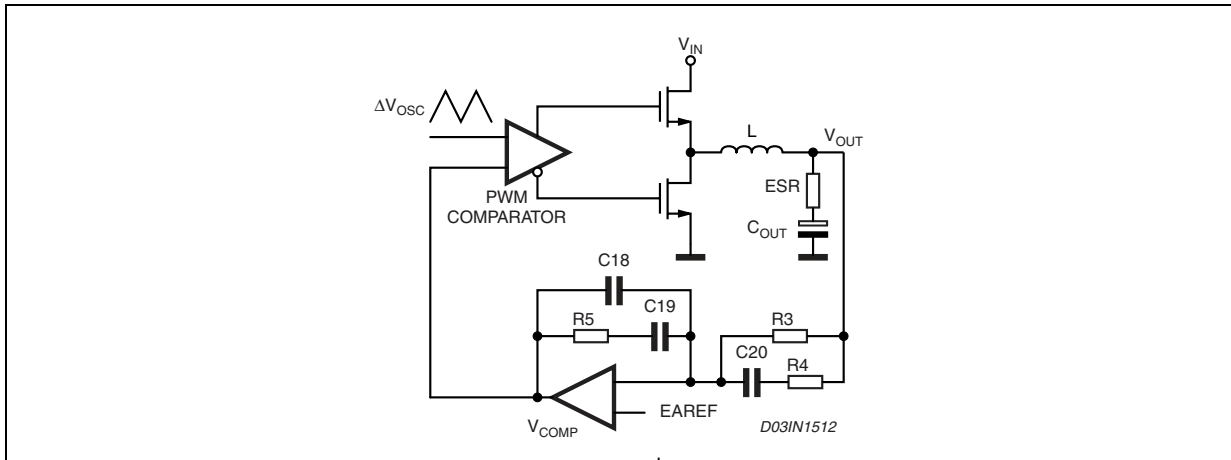 V_IN
ΔV_OSC
L
V_OUT
ESR
C_OUT
PWM
COMPARATOR
C18
R5
C19
R3
C20
R4
EAREF
V_COMP
D03IN1512